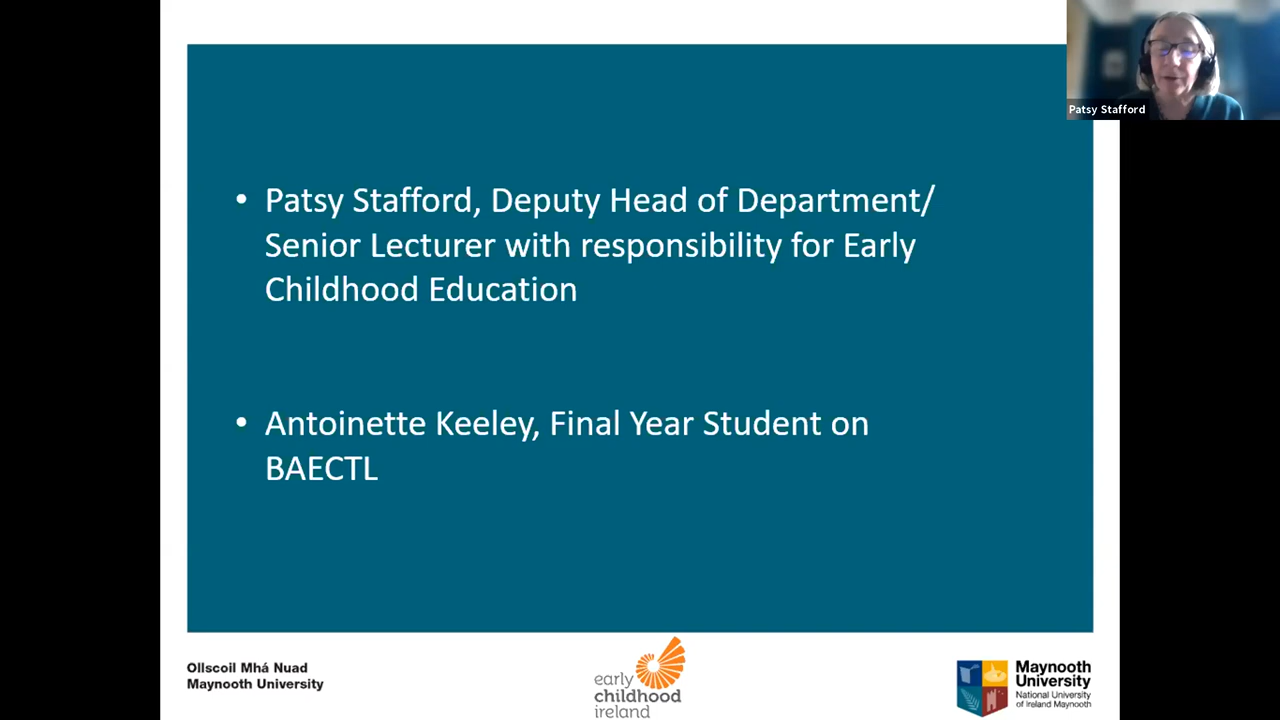 Patsy Stafford
• Patsy Stafford, Deputy Head of Department/
Senior Lecturer with responsibility for Early
Childhood Education
• Antoinette Keeley, Final Year Student on
BAECTL
Ollscoil Mhá Nuad
Maynooth University
early
childhood
ireland
Maynooth
University
National University
of Ireland Maynooth